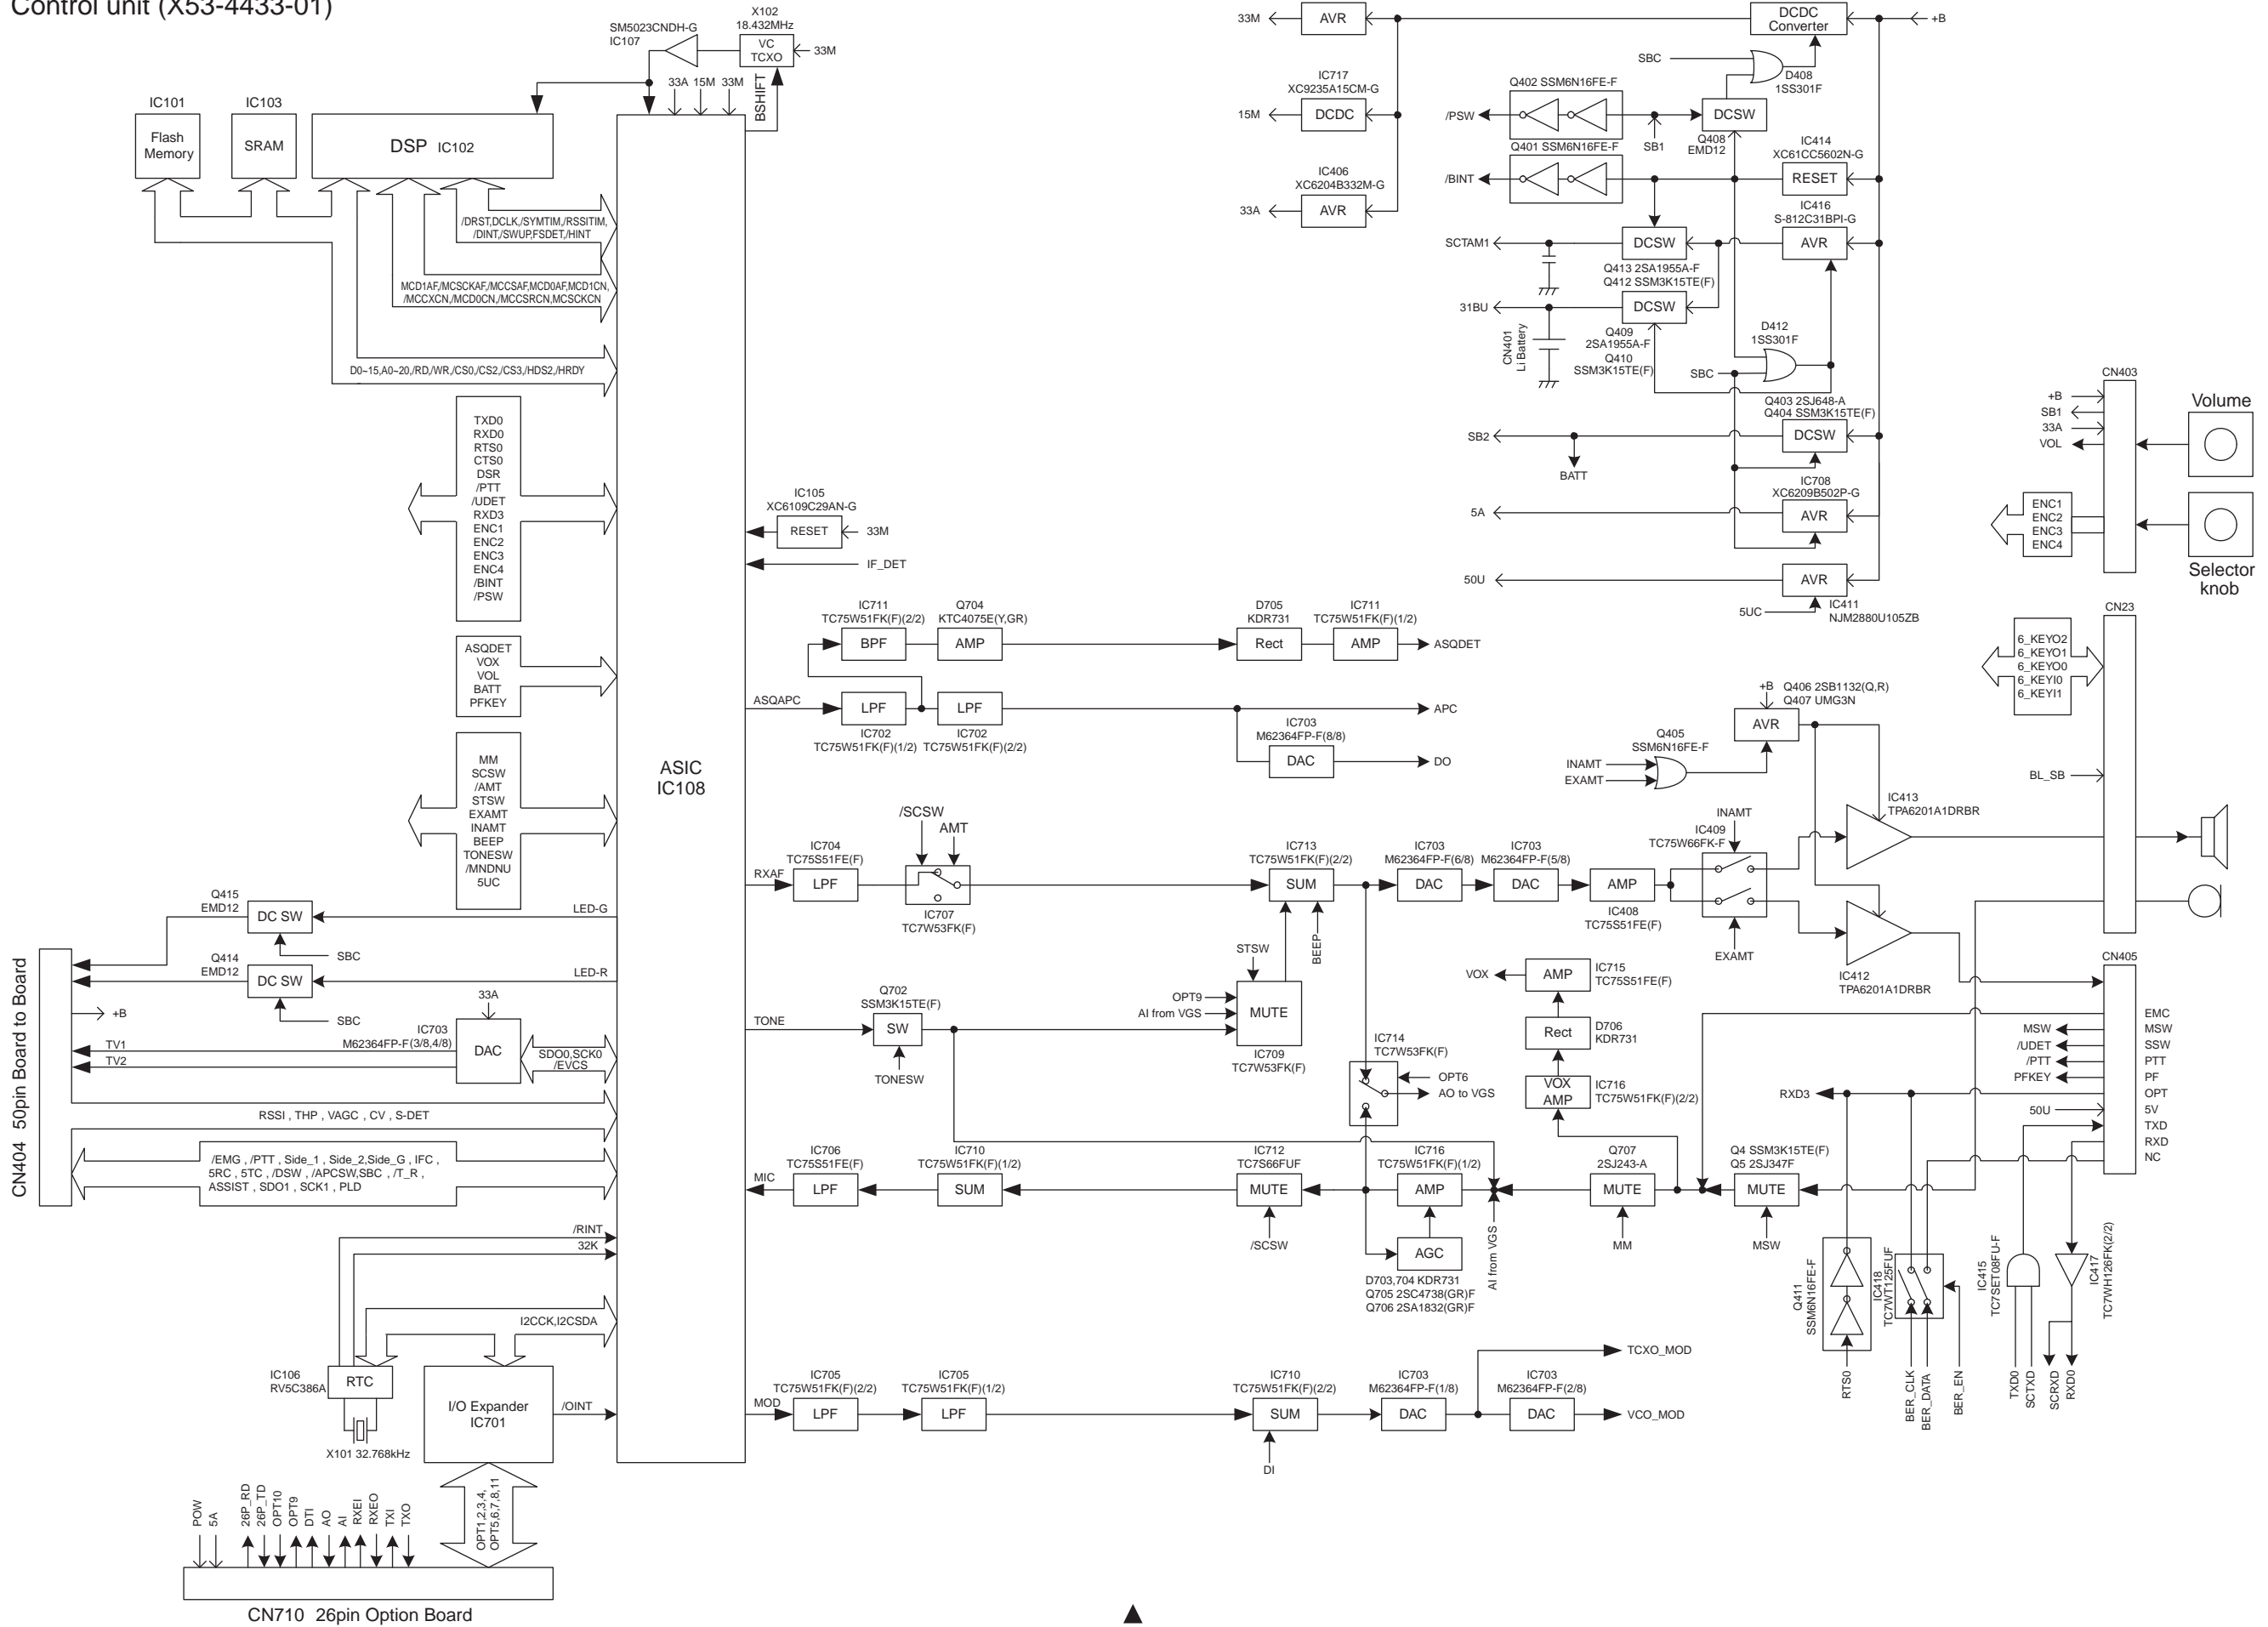 Control unit (X53-4433-01)
SM5023CNDH-G
IC107
X102
18.432MHz
VC
TCXO
33M
33A 15M 33M
BSHIFT
IC101
Flash
Memory
IC103
SRAM
DSP IC102
/DRST,DCLK,/SYMTIM,/RSSITIM,
/DINT,/SWUP,FSDET,/HINT
MCD1AF,/MCSCKAF,/MCCSAF,MCD0AF,MCD1CN,
/MCCXCN,/MCD0CN,/MCCSRCN,MCSCKCN
D0~15,A0~20,/RD,/WR,/CS0,/CS2,/CS3,/HDS2,/HRDY
TXD0
RXD0
RTS0
CTS0
DSR
/PTT
/UDET
RXD3
ENC1
ENC2
ENC3
ENC4
/BINT
/PSW
ASQDET
VOX
VOL
BATT
PFKEY
MM
SCSW
/AMT
STSW
EXAMT
INAMT
BEEP
TONESW
/MNDNU
5UC
ASIC
IC108
Q415
EMD12
DC SW
LED-G
SBC
Q414
EMD12
DC SW
LED-R
SBC
+B
33A
IC703
M62364FP-F(3/8,4/8)
DAC
TV1
TV2
SDO0,SCK0
/EVCS
RSSI , THP , VAGC , CV , S-DET
/EMG , /PTT , Side_1 , Side_2,Side_G , IFC ,
5RC , 5TC , /DSW , /APCSW,SBC , /T_R ,
ASSIST , SDO1 , SCK1 , PLD
CN404 50pin Board to Board
/RINT
32K
I2CCK,I2CSDA
IC106
RV5C386A
RTC
X101 32.768kHz
I/O Expander
IC701
/OINT
OPT1,2,3,4,
OPT5,6,7,8,11
POW
5A
26P_RD
26P_TD
OPT10
OPT9
DTI
AO
AI
RXEI
RXEO
TXI
TXO
CN710 26pin Option Board
33M
AVR
DCDC
Converter
+B
IC717
XC9235A15CM-G
15M
DCDC
IC406
XC6204B332M-G
33A
AVR
SBC
D408
1SS301F
Q402 SSM6N16FE-F
/PSW
SB1
DCSW
Q408
EMD12
Q401 SSM6N16FE-F
/BINT
IC414
XC61CC5602N-G
RESET
IC416
S-812C31BPI-G
AVR
SCTAM1
DCSW
Q413 2SA1955A-F
Q412 SSM3K15TE(F)
31BU
DCSW
CN401
Li Battery
Q409
2SA1955A-F
Q410
SSM3K15TE(F)
D412
1SS301F
SBC
Q403 2SJ648-A
Q404 SSM3K15TE(F)
SB2
DCSW
BATT
IC708
XC6209B502P-G
5A
AVR
50U
AVR
5UC
IC411
NJM2880U105ZB
CN403
+B
SB1
33A
VOL
Volume
ENC1
ENC2
ENC3
ENC4
Selector
knob
CN23
6_KEYO2
6_KEYO1
6_KEYO0
6_KEYI0
6_KEYI1
BL_SB
IC105
XC6109C29AN-G
RESET
33M
IF_DET
IC711
TC75W51FK(F)(2/2)
BPF
Q704
KTC4075E(Y,GR)
AMP
D705
KDR731
Rect
IC711
TC75W51FK(F)(1/2)
AMP
ASQDET
ASQAPC
LPF
LPF
IC702
TC75W51FK(F)(1/2)
IC702
TC75W51FK(F)(2/2)
APC
IC703
M62364FP-F(8/8)
DAC
DO
+B
Q406 2SB1132(Q,R)
Q407 UMG3N
AVR
Q405
SSM6N16FE-F
INAMT
EXAMT
RXAF
IC704
TC75S51FE(F)
LPF
/SCSW
AMT
IC707
TC7W53FK(F)
IC713
TC75W51FK(F)(2/2)
SUM
BEEP
IC703
M62364FP-F(6/8)
DAC
IC703
M62364FP-F(5/8)
DAC
AMP
IC408
TC75S51FE(F)
INAMT
IC409
TC75W66FK-F
EXAMT
IC413
TPA6201A1DRBR
IC412
TPA6201A1DRBR
TONE
Q702
SSM3K15TE(F)
SW
TONESW
STSW
OPT9
AI from VGS
MUTE
IC709
TC7W53FK(F)
VOX
AMP
IC715
TC75S51FE(F)
Rect
D706
KDR731
VOX
AMP
IC716
TC75W51FK(F)(2/2)
IC714
TC7W53FK(F)
OPT6
AO to VGS
CN405
EMC
MSW
SSW
PTT
PF
OPT
5V
TXD
RXD
NC
MSW
/UDET
/PTT
PFKEY
RXD3
50U
MIC
IC706
TC75S51FE(F)
LPF
IC710
TC75W51FK(F)(1/2)
SUM
IC712
TC7S66FUF
MUTE
/SCSW
IC716
TC75W51FK(F)(1/2)
AMP
AGC
D703,704 KDR731
Q705 2SC4738(GR)F
Q706 2SA1832(GR)F
AI from VGS
Q707
2SJ243-A
MUTE
MM
Q4 SSM3K15TE(F)
Q5 2SJ347F
MUTE
MSW
Q411
SSM6N16FE-F
RTS0
IC418
TC7WT125FUF
BER_CLK
BER_DATA
BER_EN
IC415
TC7SET08FU-F
TXD0
SCTXD
IC417
TC7WH126FK(2/2)
SCRXD
RXD0
MOD
IC705
TC75W51FK(F)(2/2)
LPF
IC705
TC75W51FK(F)(1/2)
LPF
IC710
TC75W51FK(F)(2/2)
SUM
DI
IC703
M62364FP-F(1/8)
DAC
IC703
M62364FP-F(2/8)
DAC
TCXO_MOD
VCO_MOD